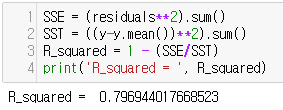 1 SSE = (residuals**2).sum()
2 SST = ((y-y.mean())**2).sum()
3 R_squared = 1 - (SSE/SST)
4 print('R_squared = ', R_squared)
R_squared =  0.796944017668523